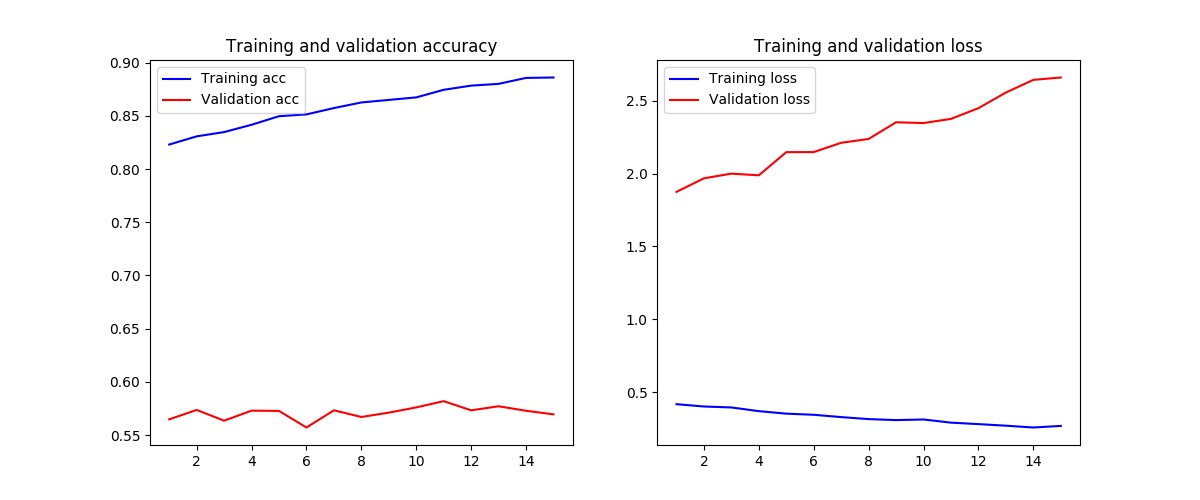 Training and validation accuracy
0.90
0.85
0.80
0.75
0.70
0.65
0.60
0.55
Training acc
Validation acc
2 4 6 8 10 12 14
Training and validation loss
2.5
2.0
1.5
1.0
0.5
Training loss
Validation loss
2 4 6 8 10 12 14